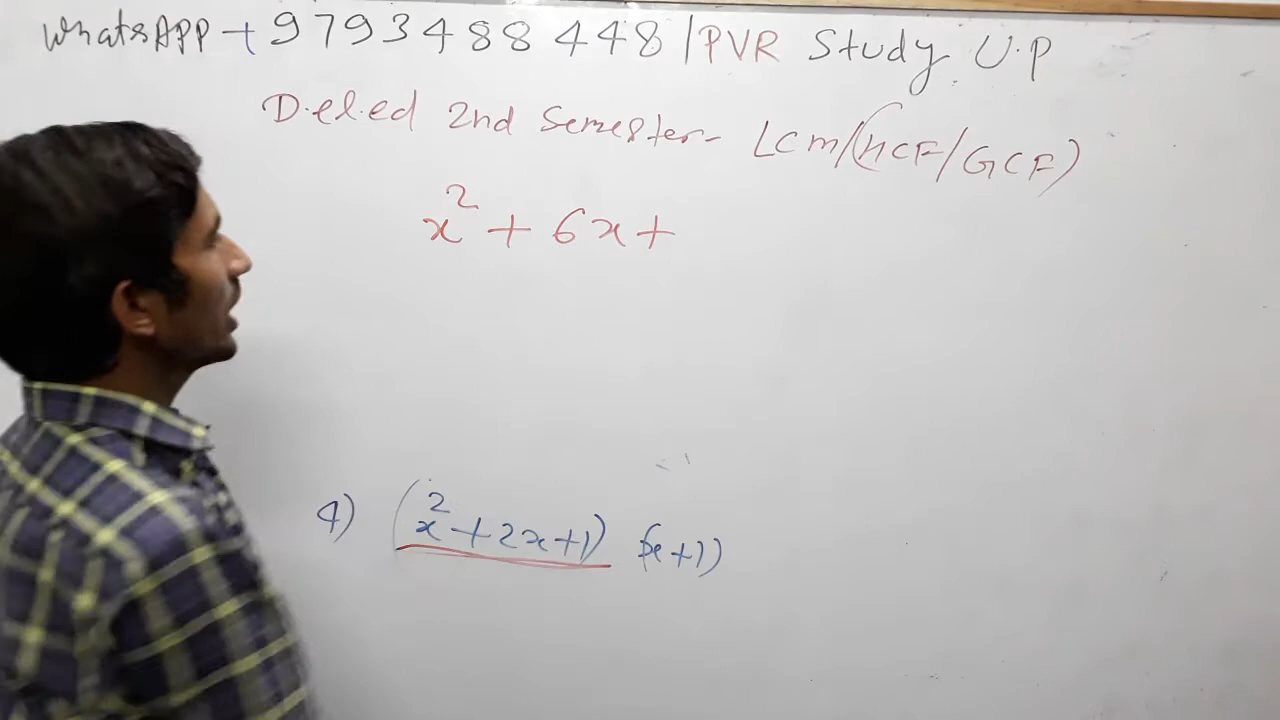 WhatsAPP +9793488448 | PVR Study U.P
D.el.ed 2nd Semester- Lcm/(HCF/GCF)
x² + 6x +
4) (x²+2x+1) (x+1)